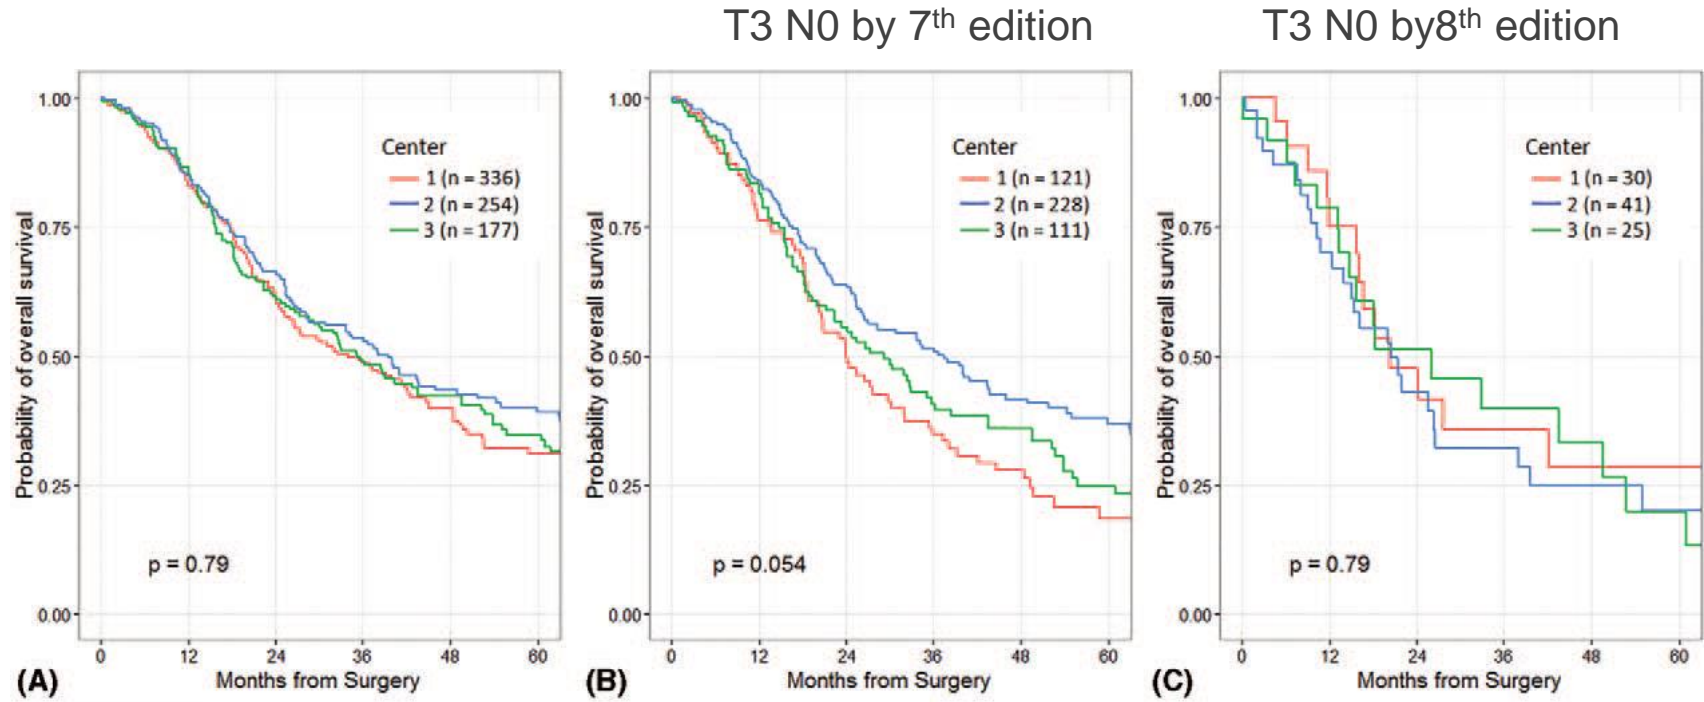 T3 N0 by 7th edition
T3 N0 by8th edition
Probability of overall survival
1.00
0.75
0.50
0.25
0.00
Center
1 (n = 336)
2 (n = 254)
3 (n = 177)
p = 0.79
0 12 24 36 48 60
Months from Surgery
(A)
Probability of overall survival
1.00
0.75
0.50
0.25
0.00
Center
1 (n = 121)
2 (n = 228)
3 (n = 111)
p = 0.054
0 12 24 36 48 60
Months from Surgery
(B)
Probability of overall survival
1.00
0.75
0.50
0.25
0.00
Center
1 (n = 30)
2 (n = 41)
3 (n = 25)
p = 0.79
0 12 24 36 48 60
Months from Surgery
(C)